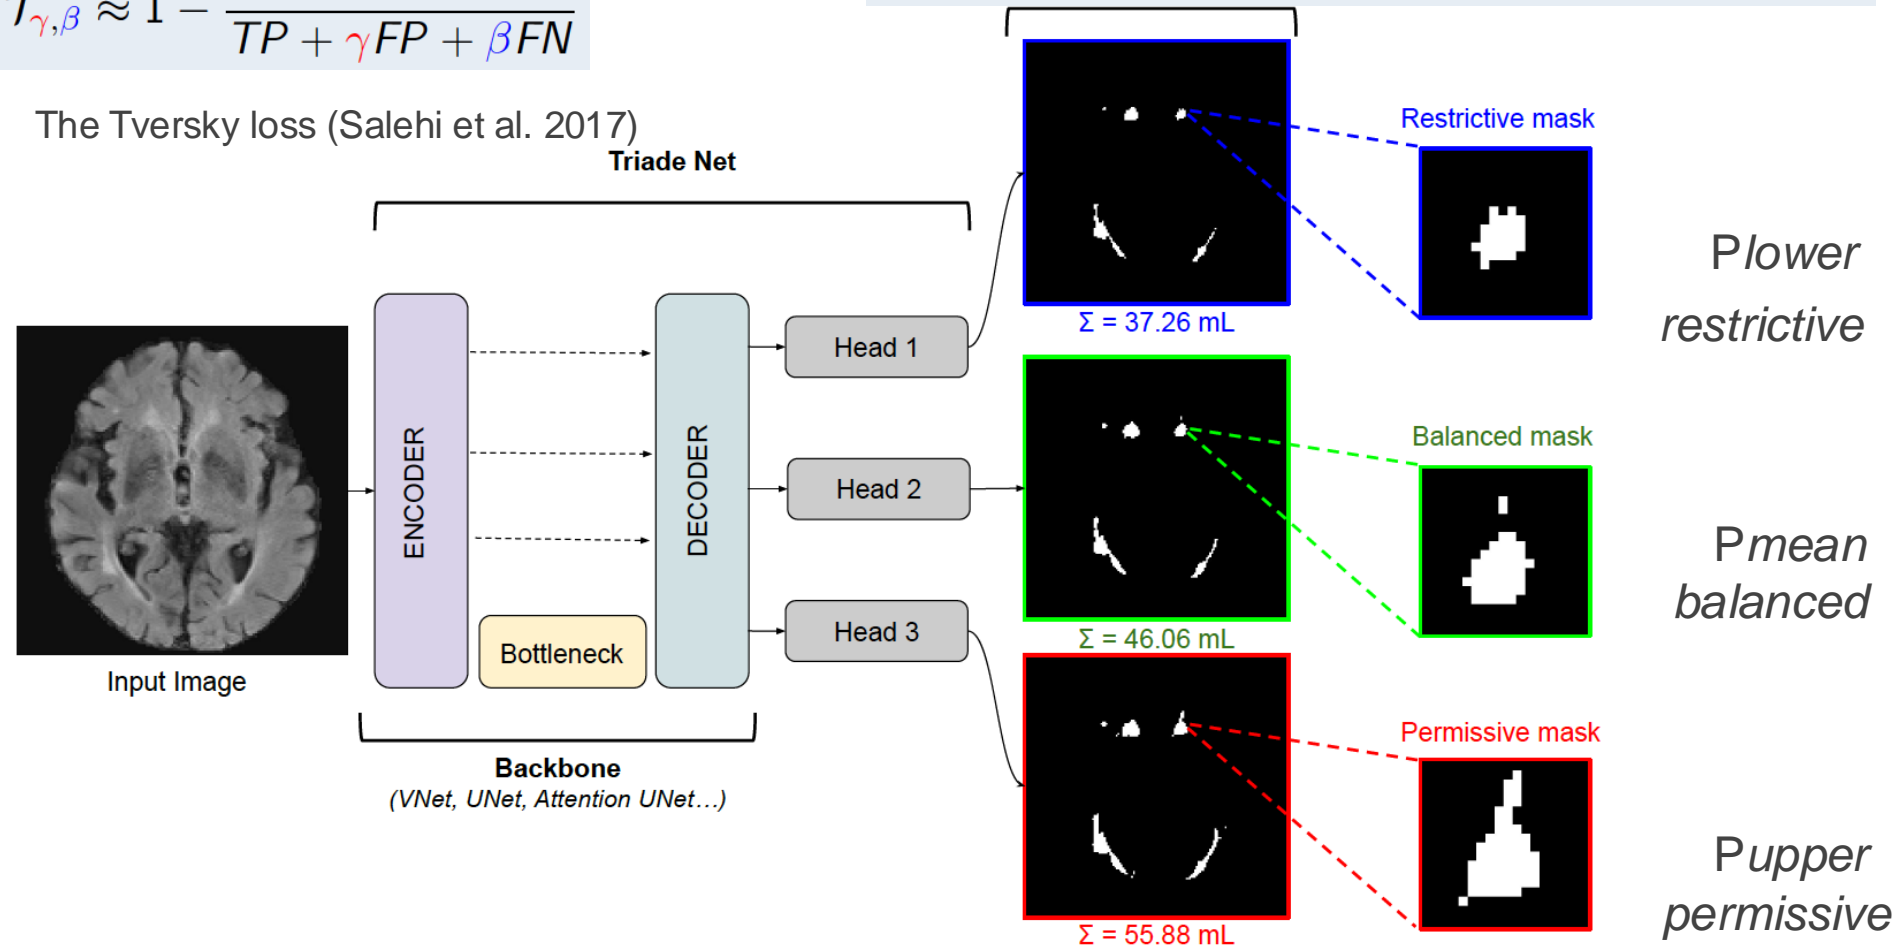 𝒯γ,β ≈ 1 −
TP + γFP + βFN
The Tversky loss (Salehi et al. 2017)
Triade Net
ENCODER
DECODER
Bottleneck
Head 1
Head 2
Head 3
Input Image
Backbone
(VNet, UNet, Attention UNet…)
Σ = 37.26 mL
Restrictive mask
Plower
restrictive
Σ = 46.06 mL
Balanced mask
Pmean
balanced
Σ = 55.88 mL
Permissive mask
Pupper
permissive